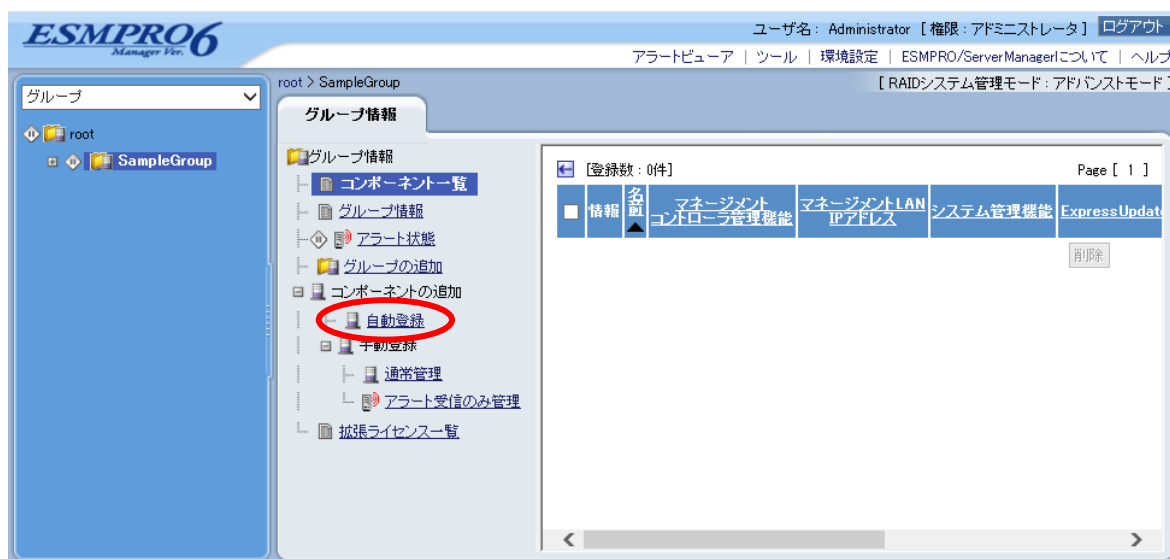 ESMPRO6
Manager Ver.
ユーザ名: Administrator [ 権限:アドミニストレータ ] ログアウト
アラートビューア | ツール | 環境設定 | ESMPRO/ServerManagerについて | ヘルプ
グループ
root
SampleGroup
root > SampleGroup
[ RAIDシステム管理モード:アドバンストモード ]
グループ情報
グループ情報
コンポーネント一覧
グループ情報
アラート状態
グループの追加
コンポーネントの追加
自動登録
手動登録
通常管理
アラート受信のみ管理
拡張ライセンス一覧
[登録数:0件]
Page [ 1 ]
情報
名前▲
マネージメント
コントローラ管理機能
マネージメントLAN
IPアドレス
システム管理機能
ExpressUpdat
削除